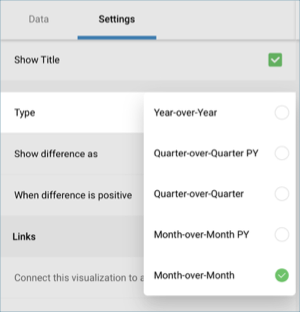 Data Settings
Show Title
Type
Year-over-Year
Show difference as
Quarter-over-Quarter PY
When difference is positive
Quarter-over-Quarter
Links
Month-over-Month PY
Connect this visualization to
Month-over-Month